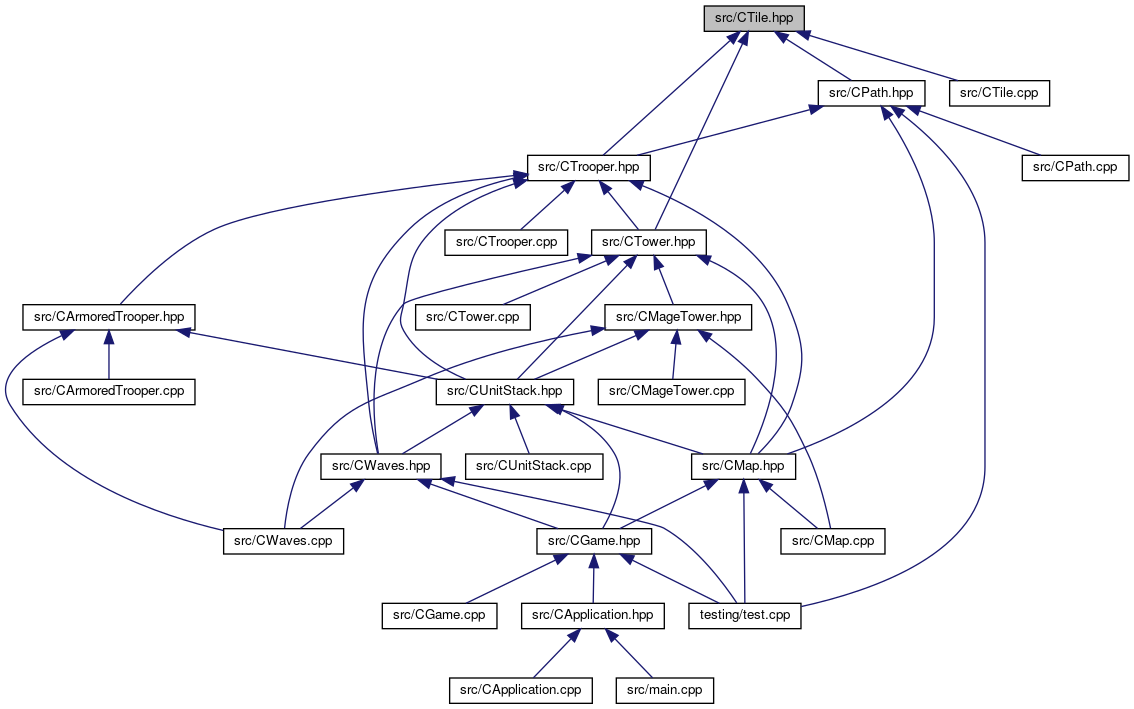 src/CTile.hpp
src/CPath.hpp
src/CTile.cpp
src/CTrooper.hpp
src/CPath.cpp
src/CTrooper.cpp
src/CTower.hpp
src/CArmoredTrooper.hpp
src/CTower.cpp
src/CMageTower.hpp
src/CArmoredTrooper.cpp
src/CUnitStack.hpp
src/CMageTower.cpp
src/CWaves.hpp
src/CUnitStack.cpp
src/CMap.hpp
src/CWaves.cpp
src/CGame.hpp
src/CMap.cpp
src/CGame.cpp
src/CApplication.hpp
testing/test.cpp
src/CApplication.cpp
src/main.cpp